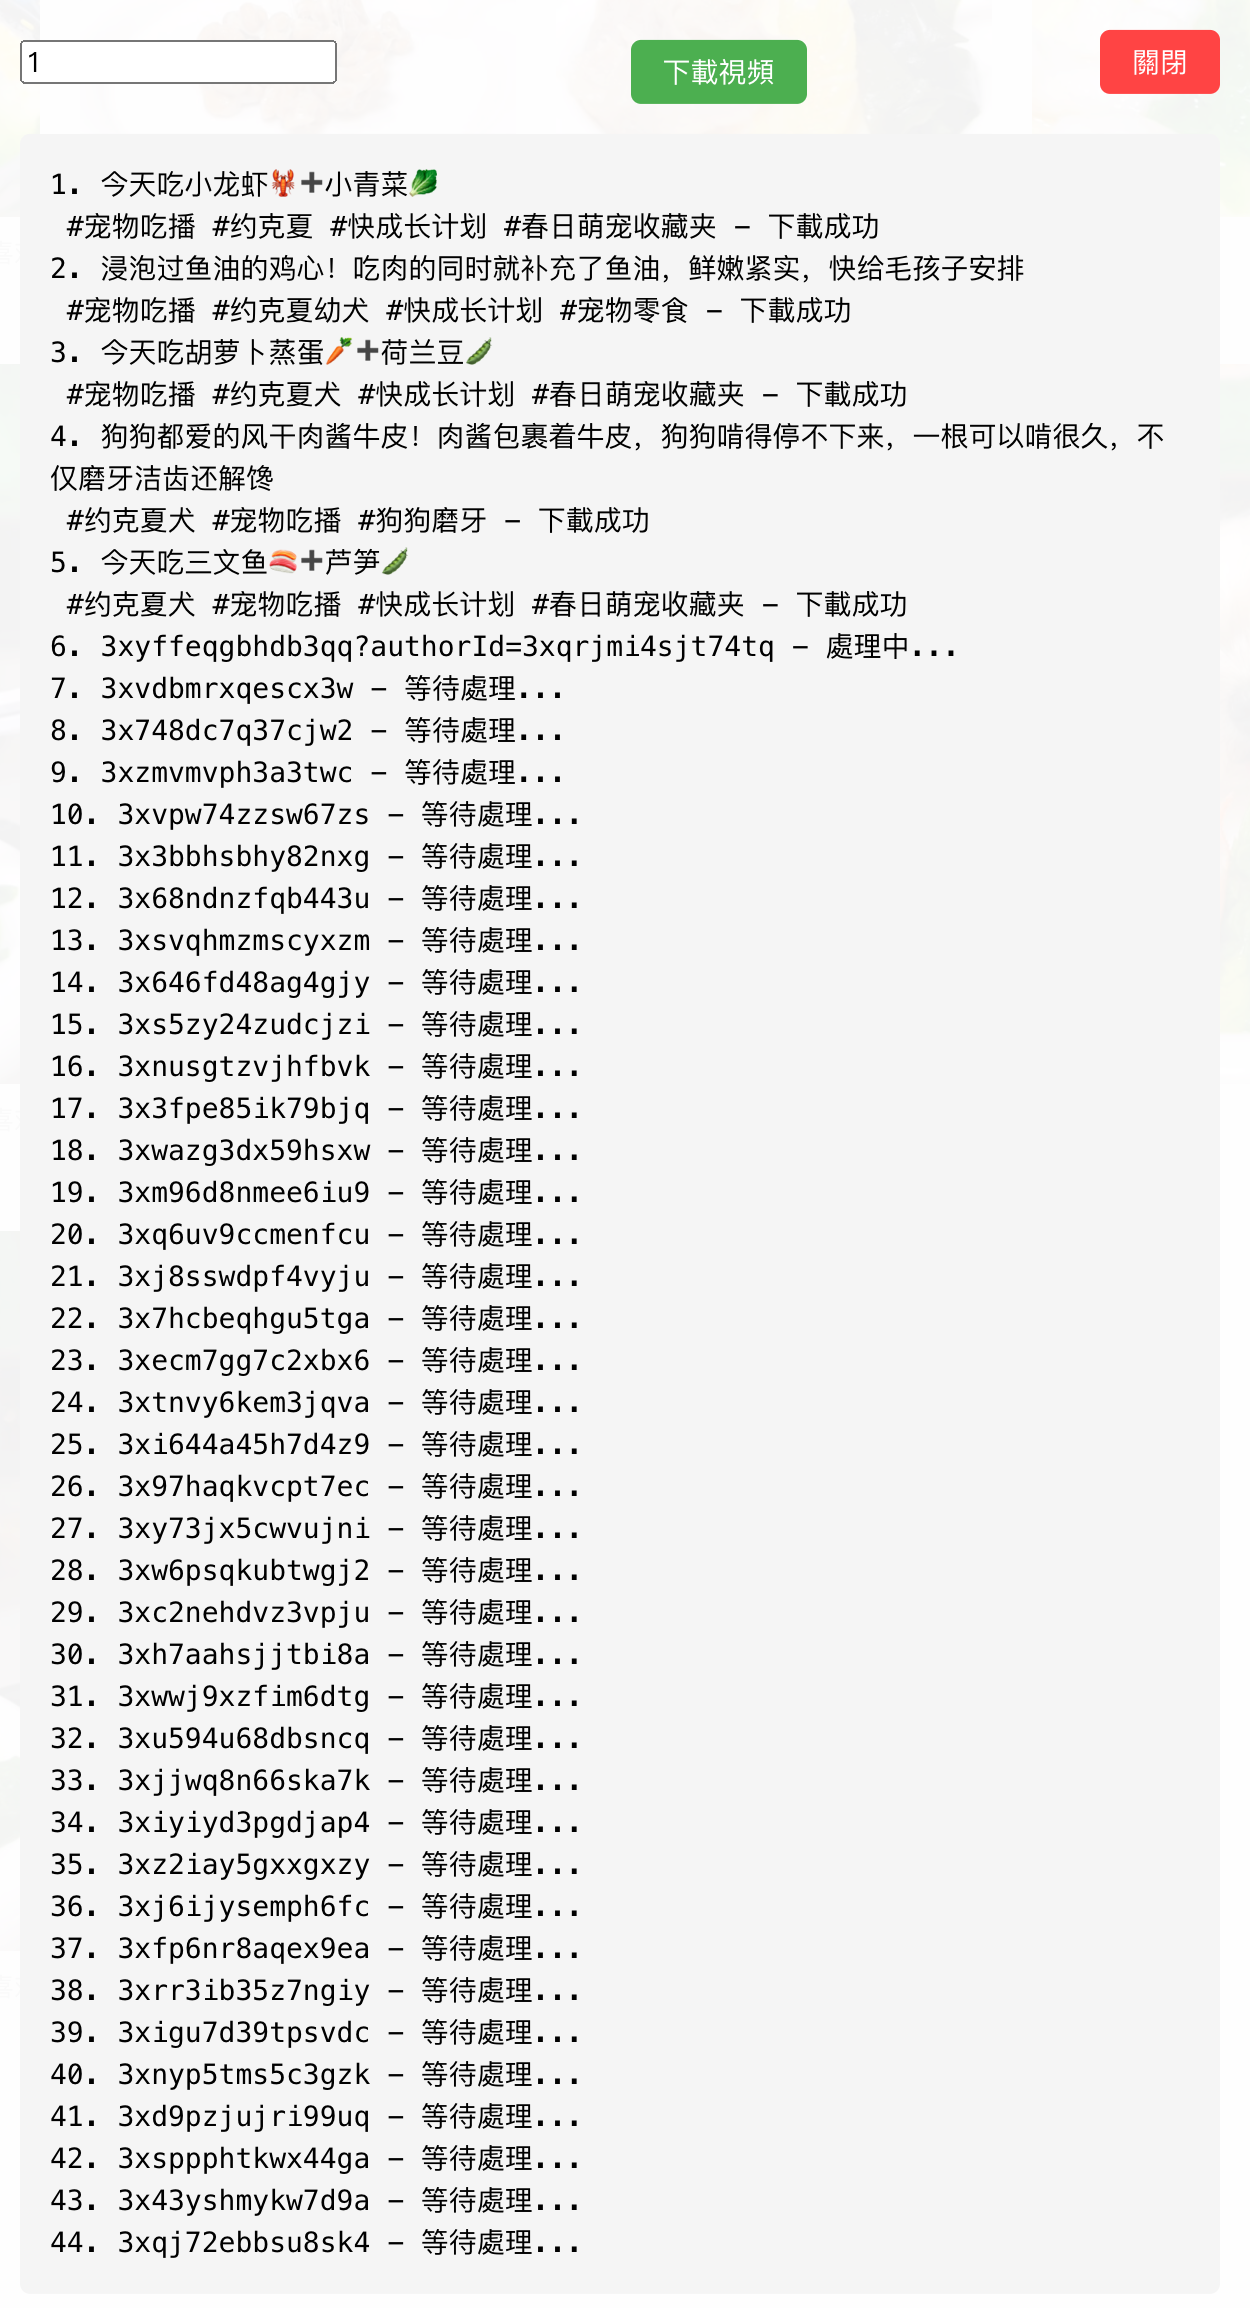 1
下載視頻
關閉
1. 今天吃小龙虾🦞➕小青菜🥬
#宠物吃播 #约克夏 #快成长计划 #春日萌宠收藏夹 – 下載成功
2. 浸泡过鱼油的鸡心！吃肉的同时就补充了鱼油，鲜嫩紧实，快给毛孩子安排
#宠物吃播 #约克夏幼犬 #快成长计划 #宠物零食 – 下載成功
3. 今天吃胡萝卜蒸蛋🥕➕荷兰豆🫛
#宠物吃播 #约克夏犬 #快成长计划 #春日萌宠收藏夹 – 下載成功
4. 狗狗都爱的风干肉酱牛皮！肉酱包裹着牛皮，狗狗啃得停不下来，一根可以啃很久，不
仅磨牙洁齿还解馋
#约克夏犬 #宠物吃播 #狗狗磨牙 – 下載成功
5. 今天吃三文鱼🍣➕芦笋🫛
#约克夏犬 #宠物吃播 #快成长计划 #春日萌宠收藏夹 – 下載成功
6. 3xyffeqgbhdb3qq?authorId=3xqrjmi4sjt74tq – 處理中...
7. 3xvdbmrxqescx3w – 等待處理...
8. 3x748dc7q37cjw2 – 等待處理...
9. 3xzmvmvph3a3twc – 等待處理...
10. 3xvpw74zzsw67zs – 等待處理...
11. 3x3bbhsbhy82nxg – 等待處理...
12. 3x68ndnzfqb443u – 等待處理...
13. 3xsvqhmzmscyxzm – 等待處理...
14. 3x646fd48ag4gjy – 等待處理...
15. 3xs5zy24zudcjzi – 等待處理...
16. 3xnusgtzvjhfbvk – 等待處理...
17. 3x3fpe85ik79bjq – 等待處理...
18. 3xwazg3dx59hsxw – 等待處理...
19. 3xm96d8nmee6iu9 – 等待處理...
20. 3xq6uv9ccmenfcu – 等待處理...
21. 3xj8sswdpf4vyju – 等待處理...
22. 3x7hcbeqhgu5tga – 等待處理...
23. 3xecm7gg7c2xbx6 – 等待處理...
24. 3xtnvy6kem3jqva – 等待處理...
25. 3xi644a45h7d4z9 – 等待處理...
26. 3x97haqkvcpt7ec – 等待處理...
27. 3xy73jx5cwvujni – 等待處理...
28. 3xw6psqkubtwgj2 – 等待處理...
29. 3xc2nehdvz3vpju – 等待處理...
30. 3xh7aahsjjtbi8a – 等待處理...
31. 3xwwj9xzfim6dtg – 等待處理...
32. 3xu594u68dbsncq – 等待處理...
33. 3xjjwq8n66ska7k – 等待處理...
34. 3xiyiyd3pgdjap4 – 等待處理...
35. 3xz2iay5gxxgxzy – 等待處理...
36. 3xj6ijysemph6fc – 等待處理...
37. 3xfp6nr8aqex9ea – 等待處理...
38. 3xrr3ib35z7ngiy – 等待處理...
39. 3xigu7d39tpsvdc – 等待處理...
40. 3xnyp5tms5c3gzk – 等待處理...
41. 3xd9pzjujri99uq – 等待處理...
42. 3xsppphtkwx44ga – 等待處理...
43. 3x43yshmykw7d9a – 等待處理...
44. 3xqj72ebbsu8sk4 – 等待處理...